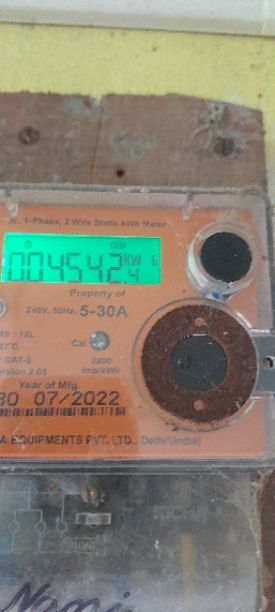 1-Phase, 2 Wire Static kWh Meter
CUM
004542
KW h
Property of
240V, 50Hz. 5-30A
Cal
3200
imp/kWh
Year of Mfg.
07/2022
EQUIPMENTS PVT. LTD., Delhi (India)